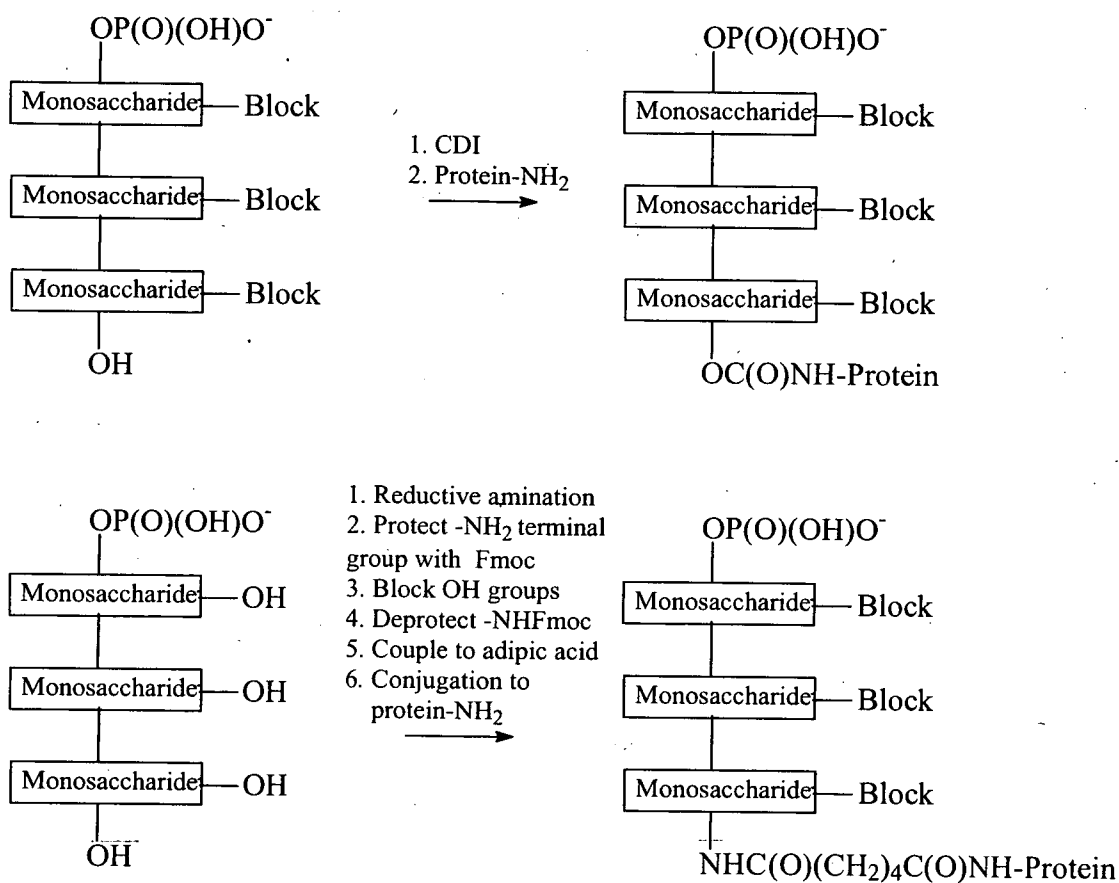 OP(O)(OH)O⁻
Monosaccharide Block
Monosaccharide Block
Monosaccharide Block
OH
1. CDI
2. Protein-NH₂
OP(O)(OH)O⁻
Monosaccharide Block
Monosaccharide Block
Monosaccharide Block
OC(O)NH-Protein
OP(O)(OH)O⁻
Monosaccharide OH
Monosaccharide OH
Monosaccharide OH
OH
1. Reductive amination
2. Protect -NH₂ terminal
group with Fmoc
3. Block OH groups
4. Deprotect -NHFmoc
5. Couple to adipic acid
6. Conjugation to
protein-NH₂
OP(O)(OH)O⁻
Monosaccharide Block
Monosaccharide Block
Monosaccharide Block
NHC(O)(CH₂)₄C(O)NH-Protein